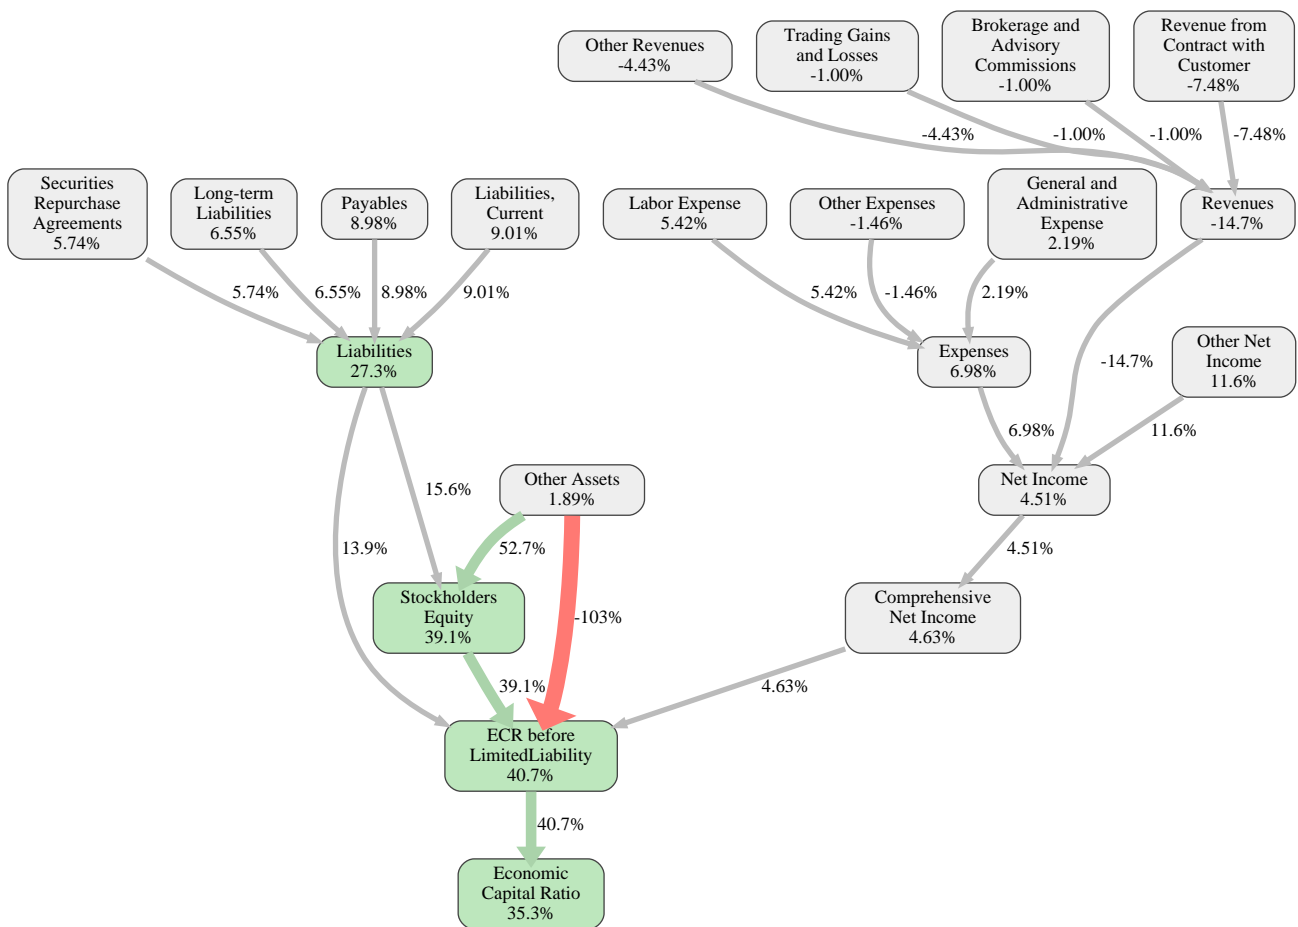 Other Revenues
-4.43%
Trading Gains
and Losses
-1.00%
Brokerage and
Advisory
Commissions
-1.00%
Revenue from
Contract with
Customer
-7.48%
-4.43%
-1.00%
-1.00%
-7.48%
Securities
Repurchase
Agreements
5.74%
Long-term
Liabilities
6.55%
Payables
8.98%
Liabilities,
Current
9.01%
Labor Expense
5.42%
Other Expenses
-1.46%
General and
Administrative
Expense
2.19%
Revenues
-14.7%
5.74%
6.55%
8.98%
9.01%
5.42%
-1.46%
2.19%
Liabilities
27.3%
Expenses
6.98%
-14.7%
Other Net
Income
11.6%
6.98%
11.6%
15.6%
Other Assets
1.89%
Net Income
4.51%
13.9%
52.7%
4.51%
Stockholders
Equity
39.1%
-103%
Comprehensive
Net Income
4.63%
39.1%
4.63%
ECR before
LimitedLiability
40.7%
40.7%
Economic
Capital Ratio
35.3%